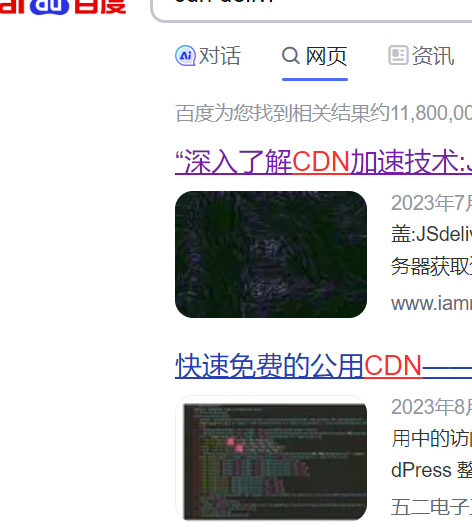 百度
对话 网页 资讯
百度为您找到相关结果约11,800,00
“深入了解CDN加速技术:J
2023年7月
盖:JSdeliv
务器获取
www.iam
快速免费的公用CDN——
2023年8月
用中的访问
dPress 整
五二电子